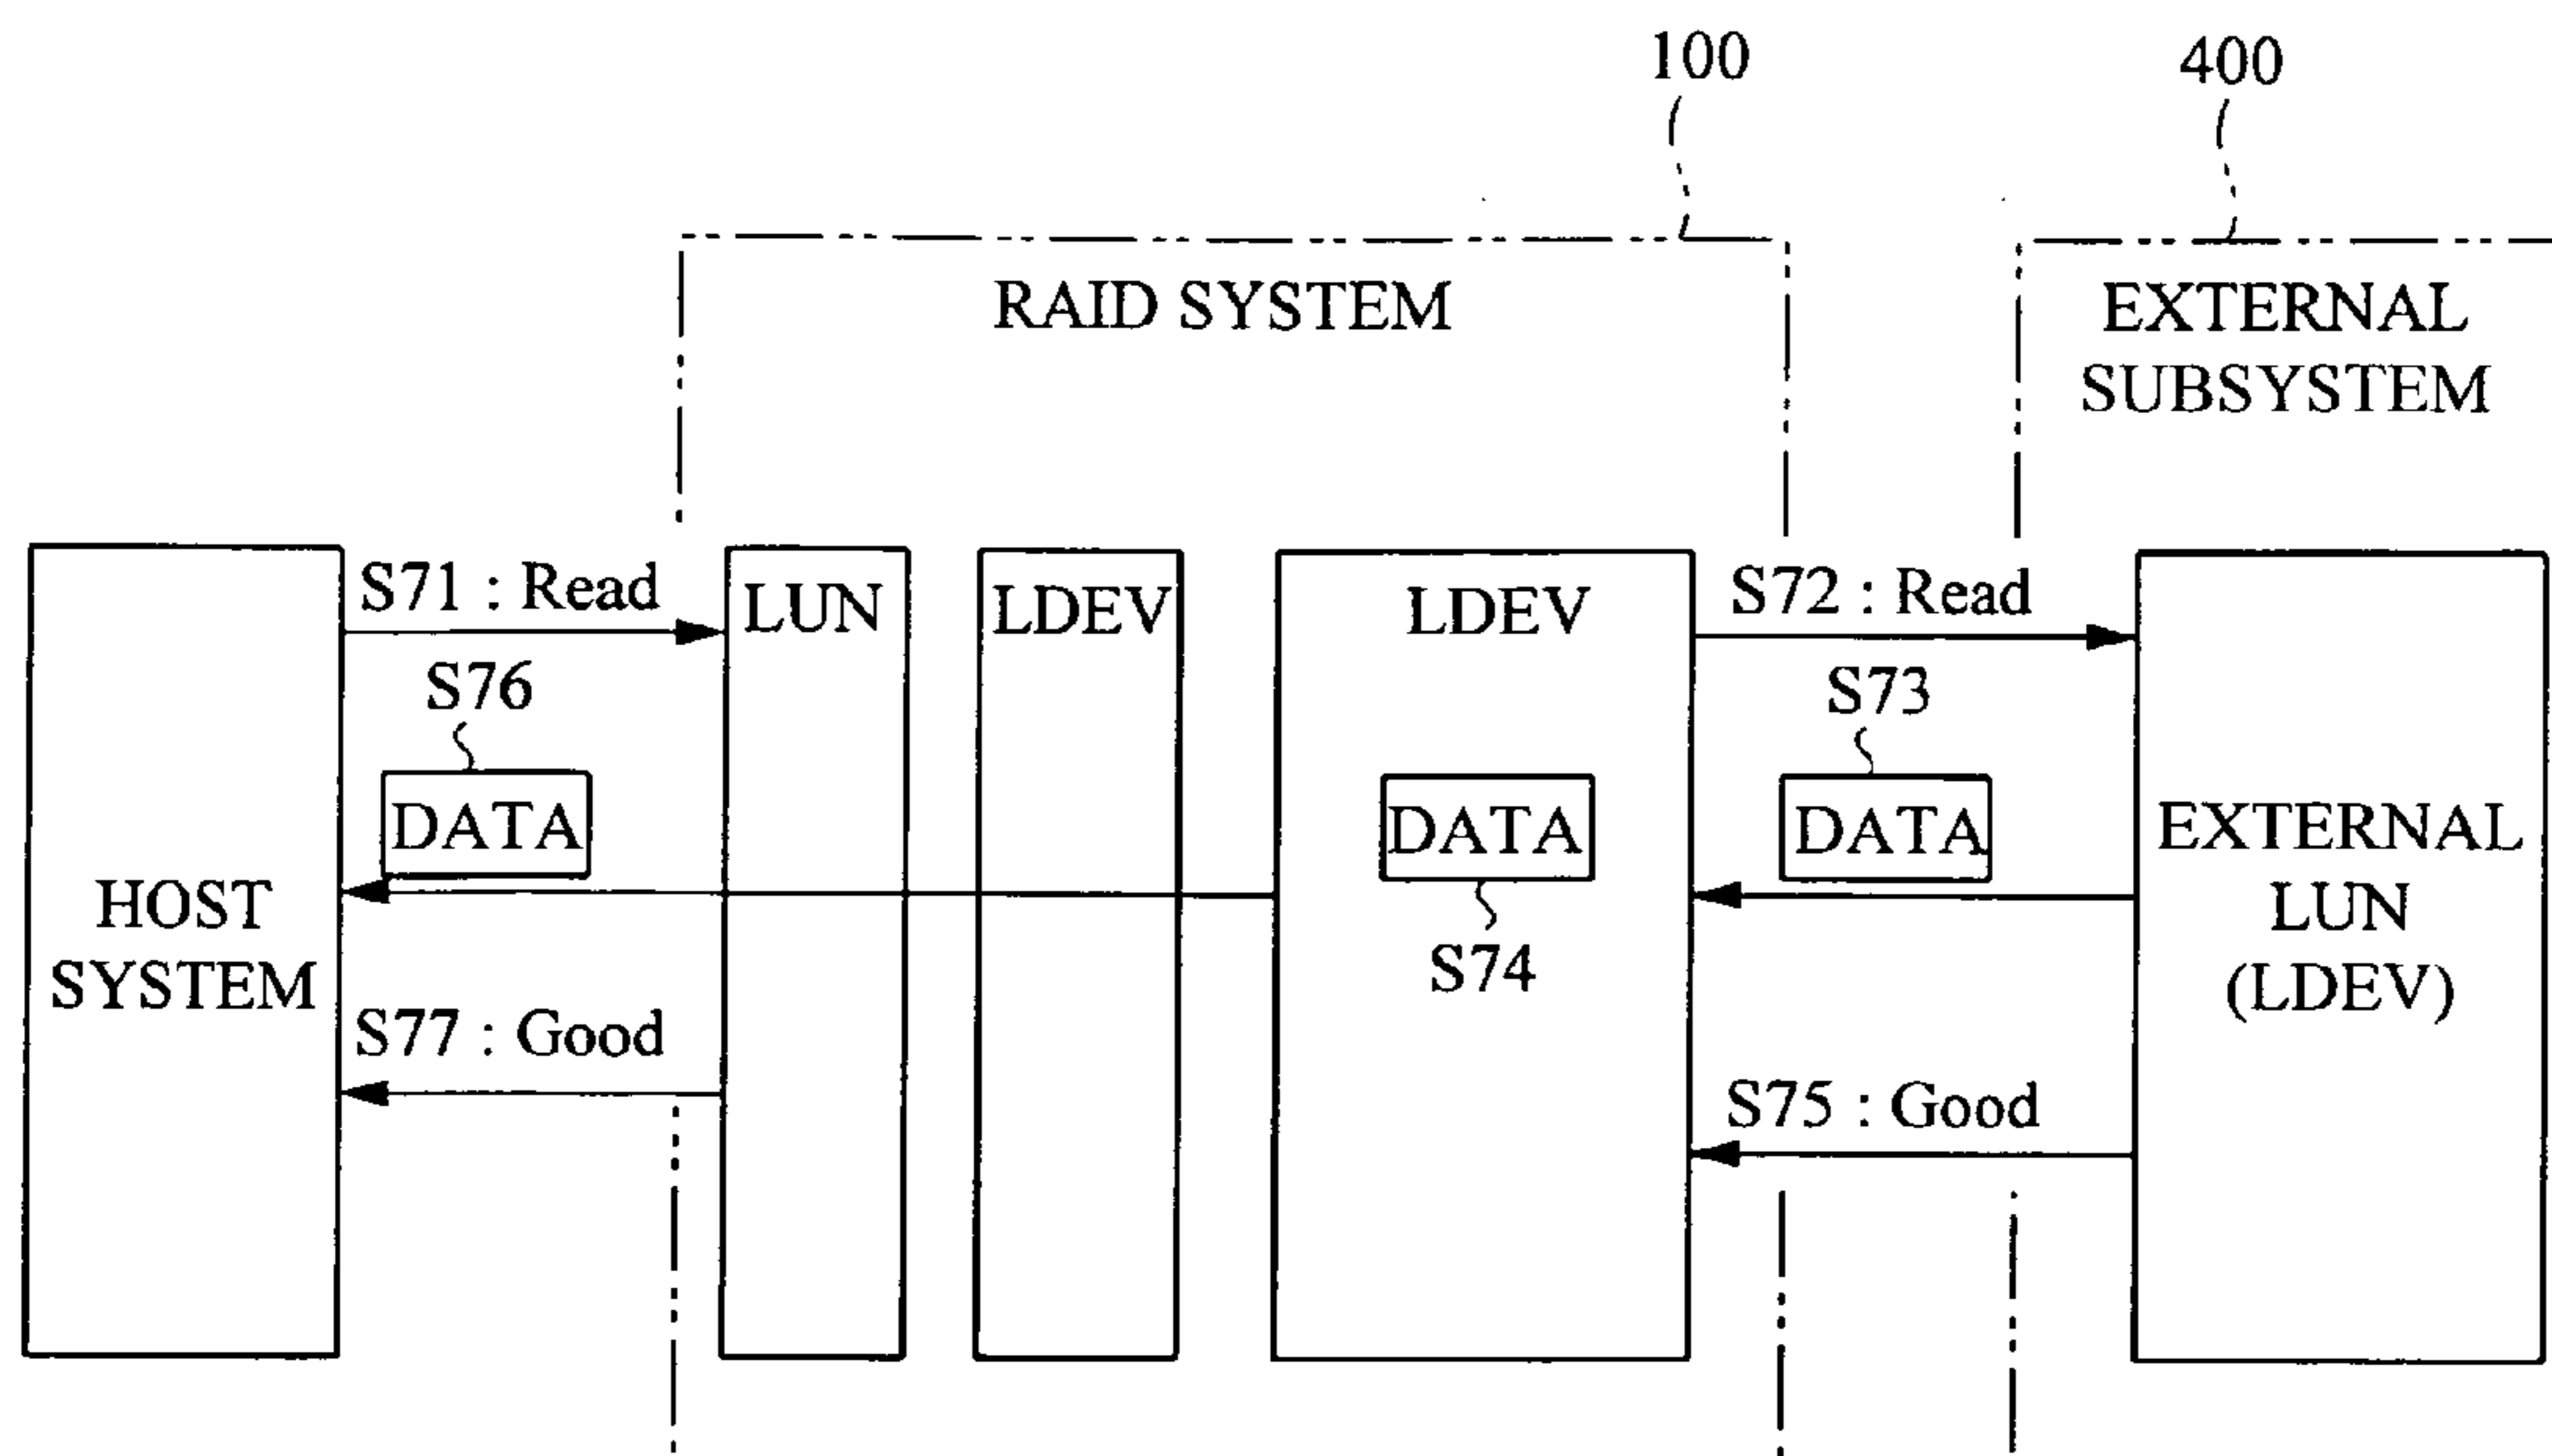 100
400
RAID SYSTEM
EXTERNAL
SUBSYSTEM
S71 : Read
LUN
LDEV
LDEV
S72 : Read
S76
S73
DATA
DATA
DATA
HOST
SYSTEM
EXTERNAL
LUN
(LDEV)
S74
S77 : Good
S75 : Good